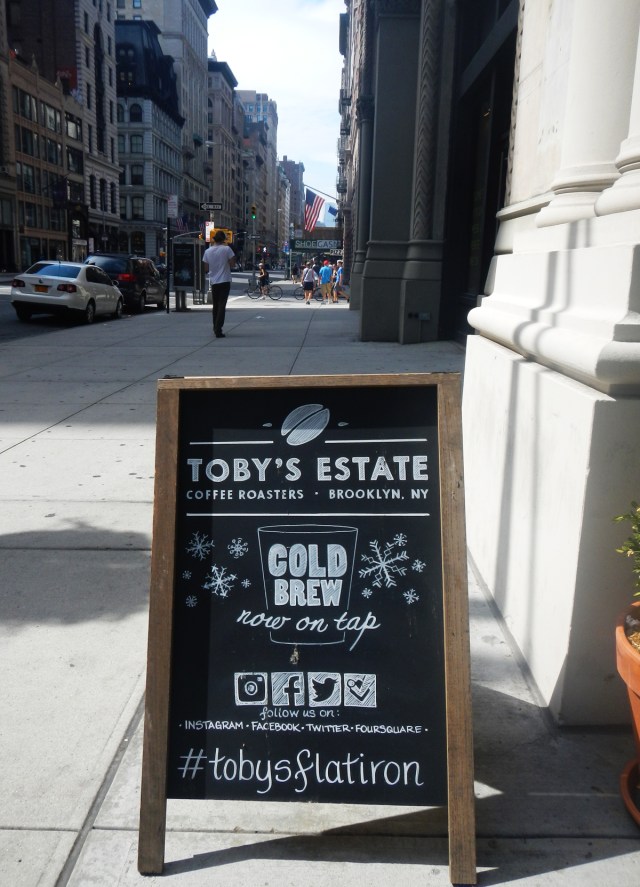 SHOE
TOBY'S ESTATE
COFFEE ROASTERS · BROOKLYN, NY
COLD
BREW
now on tap
follow us on:
· INSTAGRAM · FACEBOOK · TWITTER · FOURSQUARE ·
#tobysflatiron